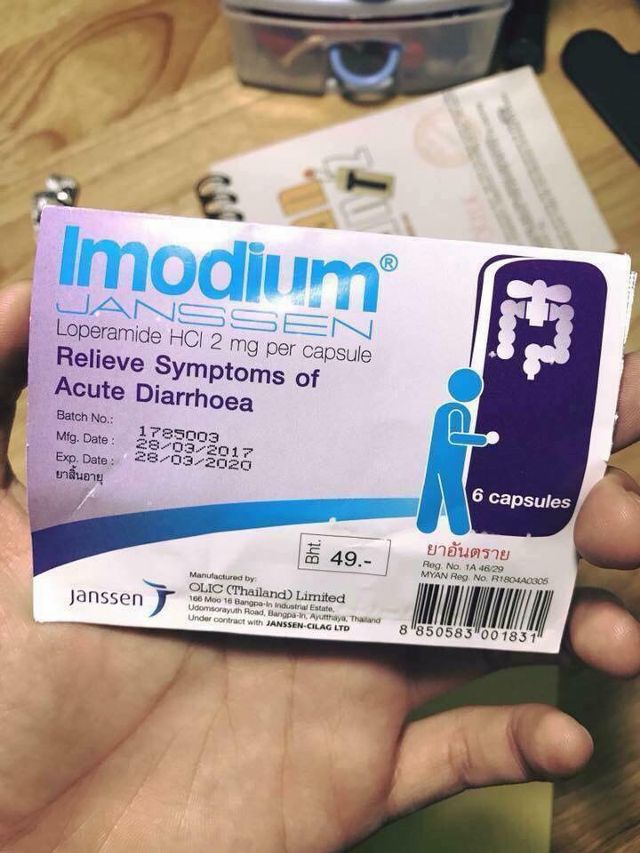 Imodium®
JANSSEN
Loperamide HCl 2 mg per capsule
Relieve Symptoms of
Acute Diarrhoea
Batch No.: 1785003
Mfg. Date : 28/03/2017
Exp. Date : 28/03/2020
ยาสิ้นอายุ
6 capsules
Bht. 49.-
ยาอันตราย
Reg. No. 1A 46/29
MYAN Reg. No. R1804A0305
janssen
Manufactured by:
OLIC (Thailand) Limited
166 Moo 16 Bangpa-In Industrial Estate,
Udomsorayuth Road, Bangpa-In, Ayutthaya, Thailand
Under contract with JANSSEN-CILAG LTD
8 850583 001831